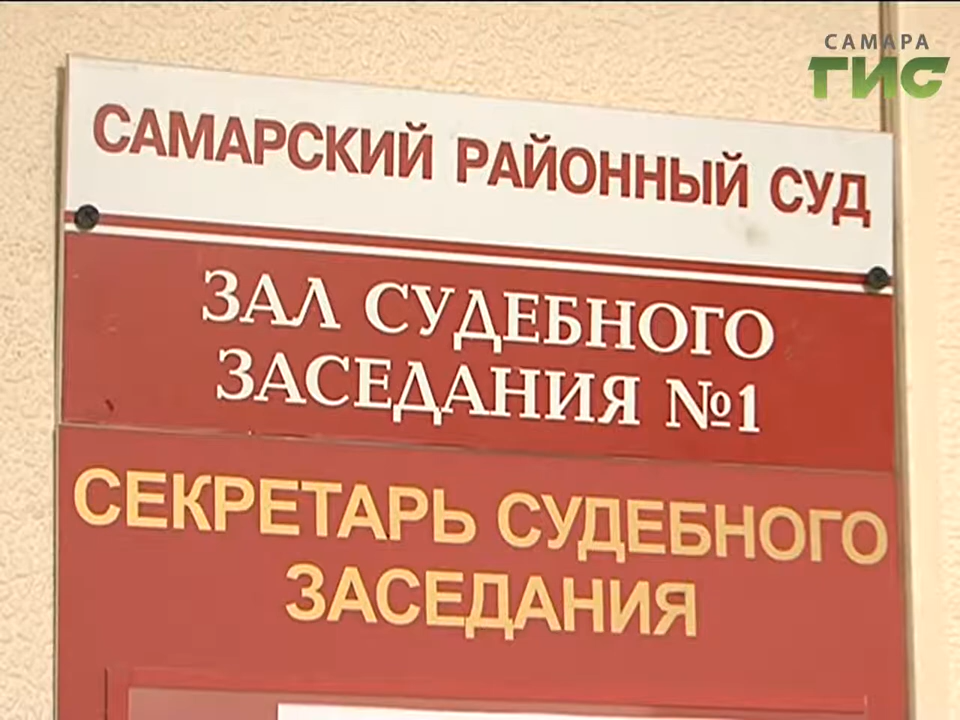 САМАРА
ГИС
САМАРСКИЙ РАЙОННЫЙ СУД
ЗАЛ СУДЕБНОГО
ЗАСЕДАНИЯ №1
СЕКРЕТАРЬ СУДЕБНОГО
ЗАСЕДАНИЯ